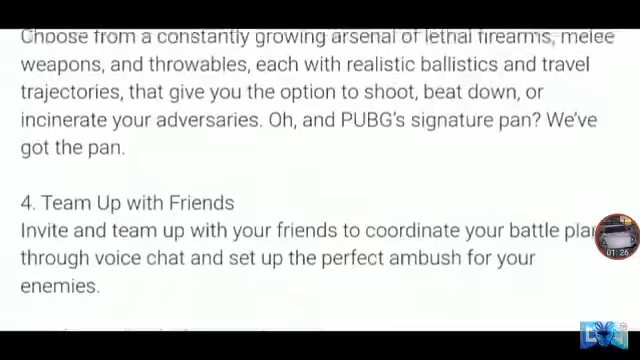 Choose from a constantly growing arsenal of lethal firearms, melee
weapons, and throwables, each with realistic ballistics and travel
trajectories, that give you the option to shoot, beat down, or
incinerate your adversaries. Oh, and PUBG's signature pan? We've
got the pan.
4. Team Up with Friends
Invite and team up with your friends to coordinate your battle plan
through voice chat and set up the perfect ambush for your
enemies.
01:26